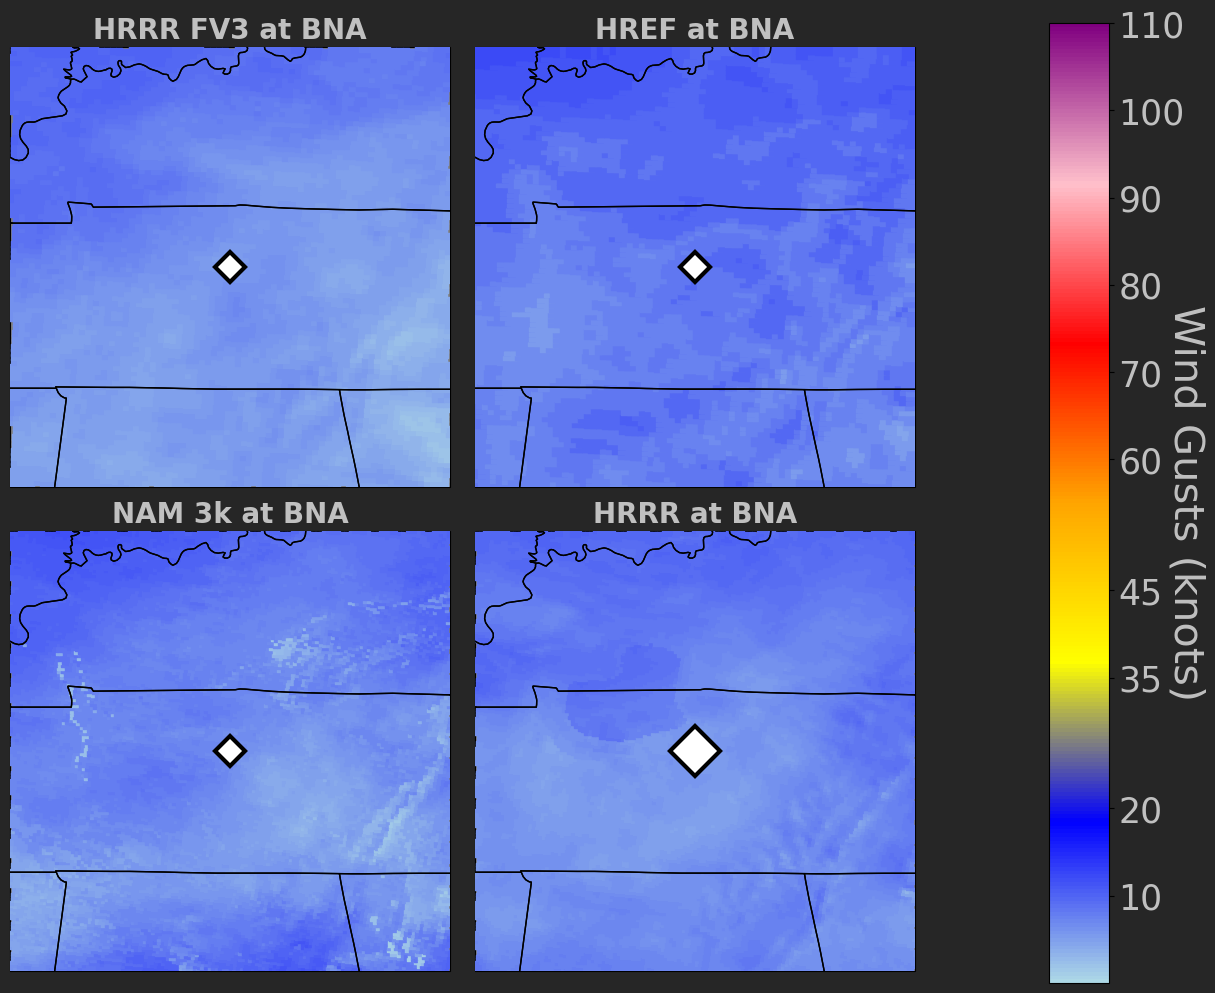 HRRR FV3 at BNA
HREF at BNA
NAM 3k at BNA
HRRR at BNA
110
100
90
80
70
60
45
35
20
10
Wind Gusts (knots)